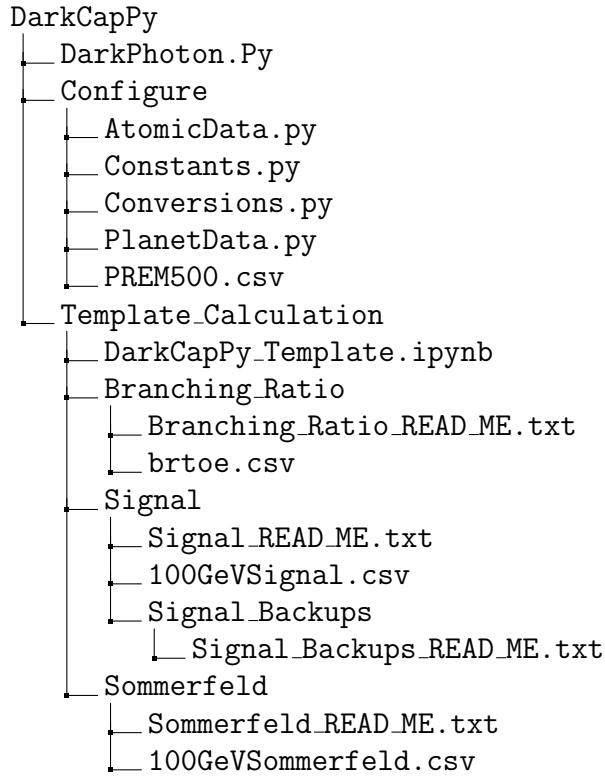 DarkCapPy
DarkPhoton.Py
Configure
AtomicData.py
Constants.py
Conversions.py
PlanetData.py
PREM500.csv
Template_Calculation
DarkCapPy_Template.ipynb
Branching_Ratio
Branching_Ratio_READ_ME.txt
brtoe.csv
Signal
Signal_READ_ME.txt
100GeVSignal.csv
Signal_Backups
Signal_Backups_READ_ME.txt
Sommerfeld
Sommerfeld_READ_ME.txt
100GeVSommerfeld.csv